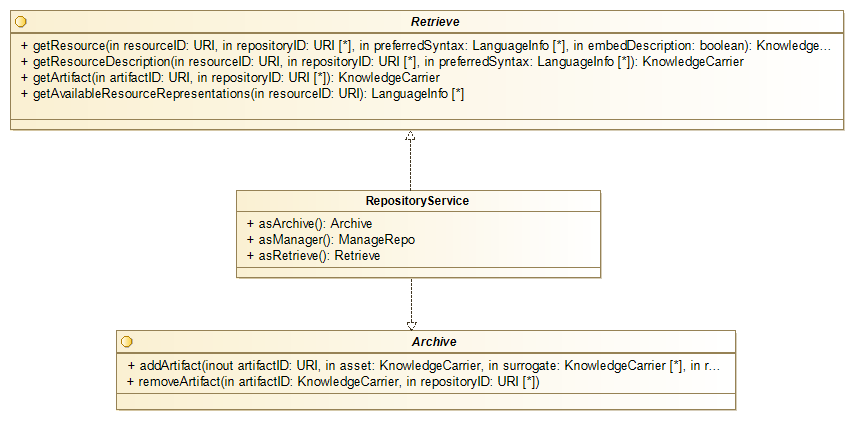 Retrieve
+ getResource(in resourceID: URI, in repositoryID: URI [*], in preferredSyntax: LanguageInfo [*], in embedDescription: boolean): Knowledge...
+ getResourceDescription(in resourceID: URI, in repositoryID: URI [*], in preferredSyntax: LanguageInfo [*]): KnowledgeCarrier
+ getArtifact(in artifactID: URI, in repositoryID: URI [*]): KnowledgeCarrier
+ getAvailableResourceRepresentations(in resourceID: URI): LanguageInfo [*]
RepositoryService
+ asArchive(): Archive
+ asManager(): ManageRepo
+ asRetrieve(): Retrieve
Archive
+ addArtifact(inout artifactID: URI, in asset: KnowledgeCarrier, in surrogate: KnowledgeCarrier [*], in r...
+ removeArtifact(in artifactID: KnowledgeCarrier, in repositoryID: URI [*])